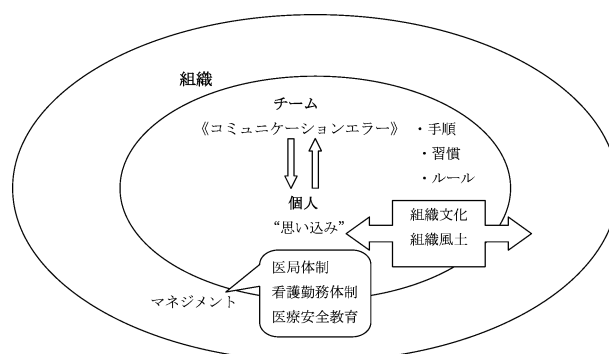 組織
チーム
《コミュニケーションエラー》
・手順
・習慣
・ルール
個人
“思い込み”
組織文化
組織風土
マネジメント
医局体制
看護勤務体制
医療安全教育